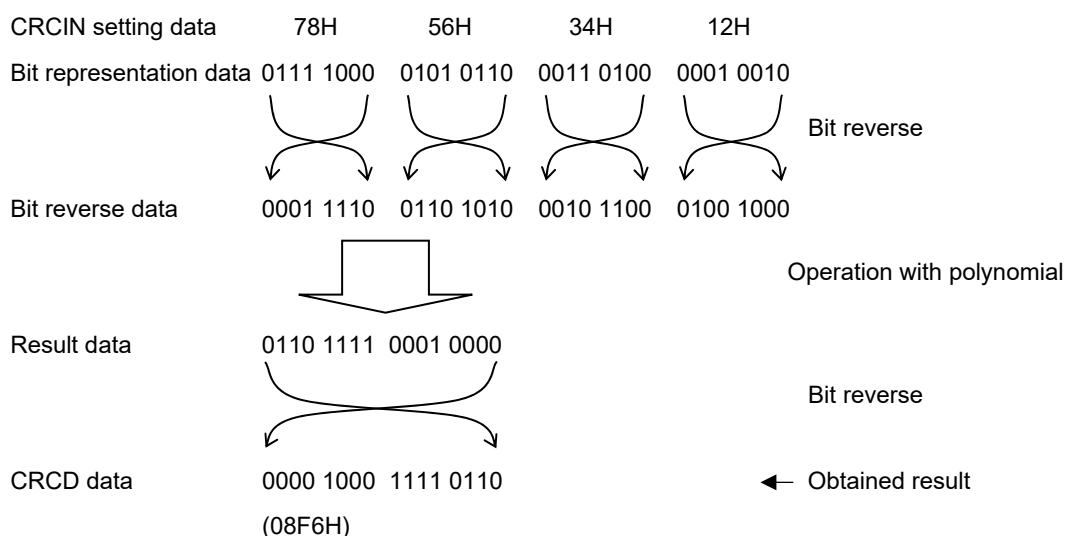 CRCIN setting data 78H 56H 34H 12H
Bit representation data 0111 1000 0101 0110 0011 0100 0001 0010
Bit reverse
Bit reverse data 0001 1110 0110 1010 0010 1100 0100 1000
Operation with polynomial
Result data 0110 1111 0001 0000
Bit reverse
CRCD data 0000 1000 1111 0110 Obtained result
(08F6H)